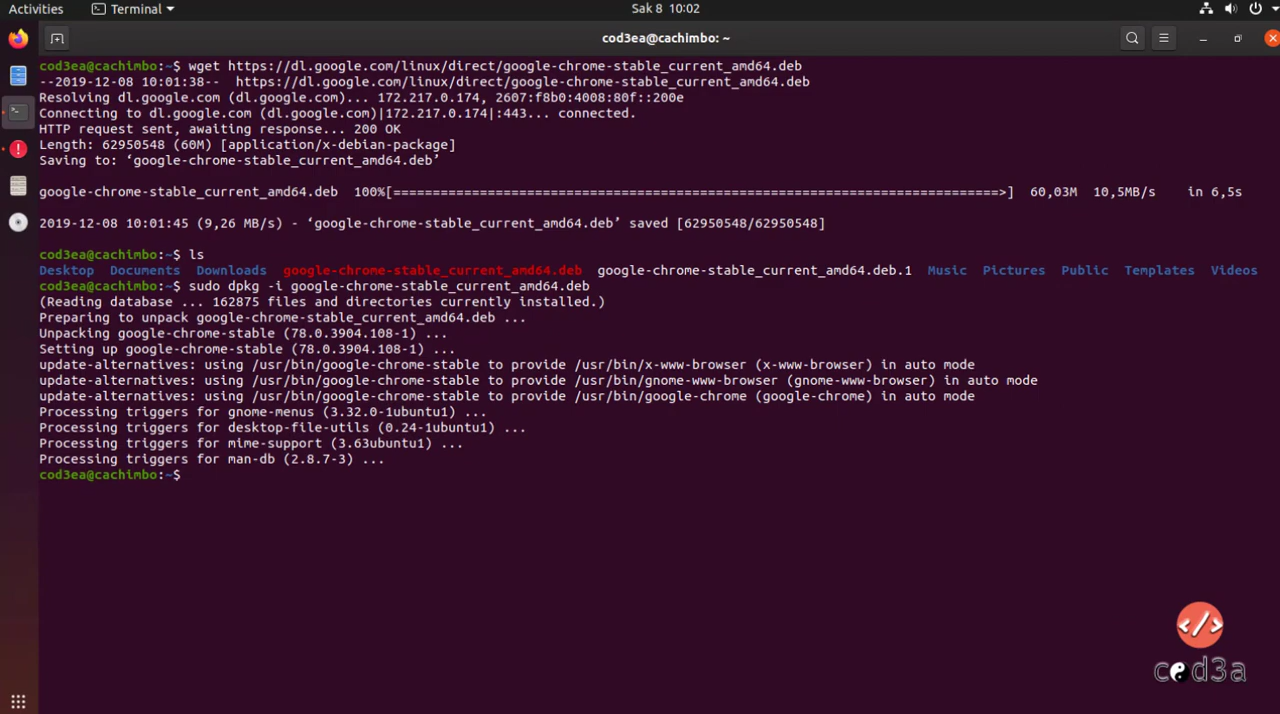 Activities Terminal Sak 8 10:02
cod3ea@cachimbo: ~
cod3ea@cachimbo:~$ wget https://dl.google.com/linux/direct/google-chrome-stable_current_amd64.deb
--2019-12-08 10:01:38--  https://dl.google.com/linux/direct/google-chrome-stable_current_amd64.deb
Resolving dl.google.com (dl.google.com)... 172.217.0.174, 2607:f8b0:4008:80f::200e
Connecting to dl.google.com (dl.google.com)|172.217.0.174|:443... connected.
HTTP request sent, awaiting response... 200 OK
Length: 62950548 (60M) [application/x-debian-package]
Saving to: ‘google-chrome-stable_current_amd64.deb’
google-chrome-stable_current_amd64.deb 100%[=============================================================================>] 60,03M 10,5MB/s in 6,5s
2019-12-08 10:01:45 (9,26 MB/s) - ‘google-chrome-stable_current_amd64.deb’ saved [62950548/62950548]
cod3ea@cachimbo:~$ ls
Desktop Documents Downloads google-chrome-stable_current_amd64.deb google-chrome-stable_current_amd64.deb.1 Music Pictures Public Templates Videos
cod3ea@cachimbo:~$ sudo dpkg -i google-chrome-stable_current_amd64.deb
(Reading database ... 162875 files and directories currently installed.)
Preparing to unpack google-chrome-stable_current_amd64.deb ...
Unpacking google-chrome-stable (78.0.3904.108-1) ...
Setting up google-chrome-stable (78.0.3904.108-1) ...
update-alternatives: using /usr/bin/google-chrome-stable to provide /usr/bin/x-www-browser (x-www-browser) in auto mode
update-alternatives: using /usr/bin/google-chrome-stable to provide /usr/bin/gnome-www-browser (gnome-www-browser) in auto mode
update-alternatives: using /usr/bin/google-chrome-stable to provide /usr/bin/google-chrome (google-chrome) in auto mode
Processing triggers for gnome-menus (3.32.0-1ubuntu1) ...
Processing triggers for desktop-file-utils (0.24-1ubuntu1) ...
Processing triggers for mime-support (3.63ubuntu1) ...
Processing triggers for man-db (2.8.7-3) ...
cod3ea@cachimbo:~$
</>
cod3a